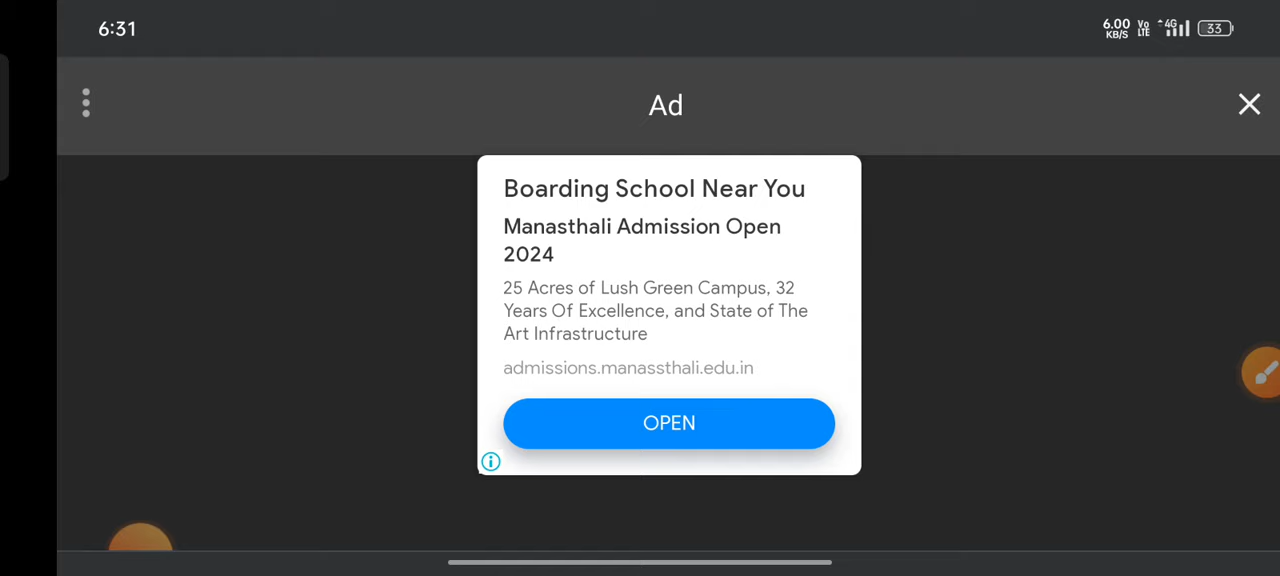 6:31
6.00 KB/S Vo LTE 4G 33
Ad
Boarding School Near You
Manasthali Admission Open
2024
25 Acres of Lush Green Campus, 32
Years Of Excellence, and State of The
Art Infrastructure
admissions.manassthali.edu.in
OPEN